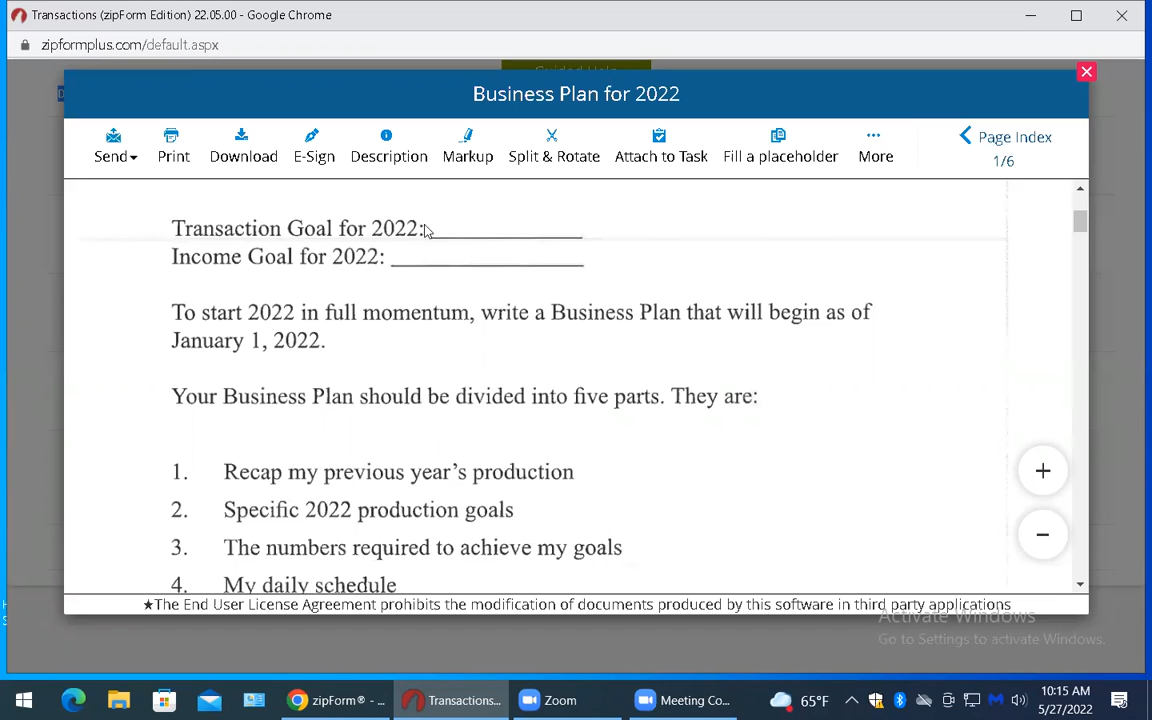 Transactions (zipForm Edition) 22.05.00 - Google Chrome
zipformplus.com/default.aspx
Guided Help
Business Plan for 2022
Send Print Download E-Sign Description Markup Split & Rotate Attach to Task Fill a placeholder More
Page Index
1/6
Transaction Goal for 2022:______________
Income Goal for 2022: __________________
To start 2022 in full momentum, write a Business Plan that will begin as of
January 1, 2022.
Your Business Plan should be divided into five parts. They are:
1. Recap my previous year's production
2. Specific 2022 production goals
3. The numbers required to achieve my goals
4. My daily schedule
★The End User License Agreement prohibits the modification of documents produced by this software in third party applications
Activate Windows
Go to Settings to activate Windows.
zipForm® - ... Transactions... Zoom Meeting Co... 65°F
10:15 AM
5/27/2022